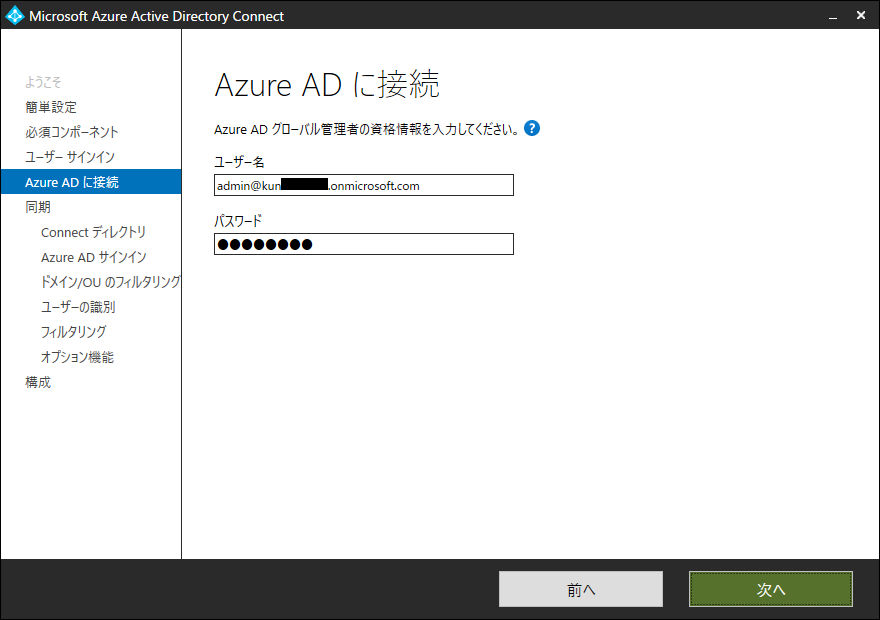 Microsoft Azure Active Directory Connect
ようこそ
簡単設定
必須コンポーネント
ユーザー サインイン
Azure AD に接続
同期
Connect ディレクトリ
Azure AD サインイン
ドメイン/OU のフィルタリング
ユーザーの識別
フィルタリング
オプション機能
構成
Azure AD に接続
Azure AD グローバル管理者の資格情報を入力してください。 ?
ユーザー名
admin@kun .onmicrosoft.com
パスワード
●●●●●●●●
前へ
次へ